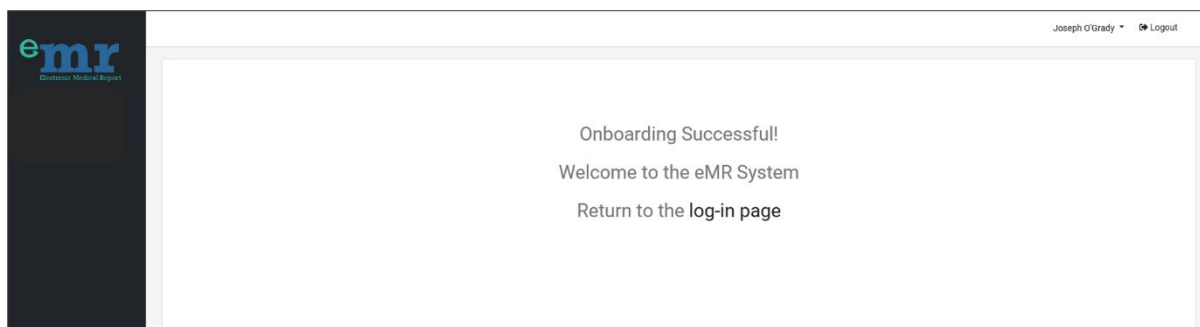 emr
Electronic Medical Report
Joseph O'Grady Logout
Onboarding Successful!
Welcome to the eMR System
Return to the log-in page